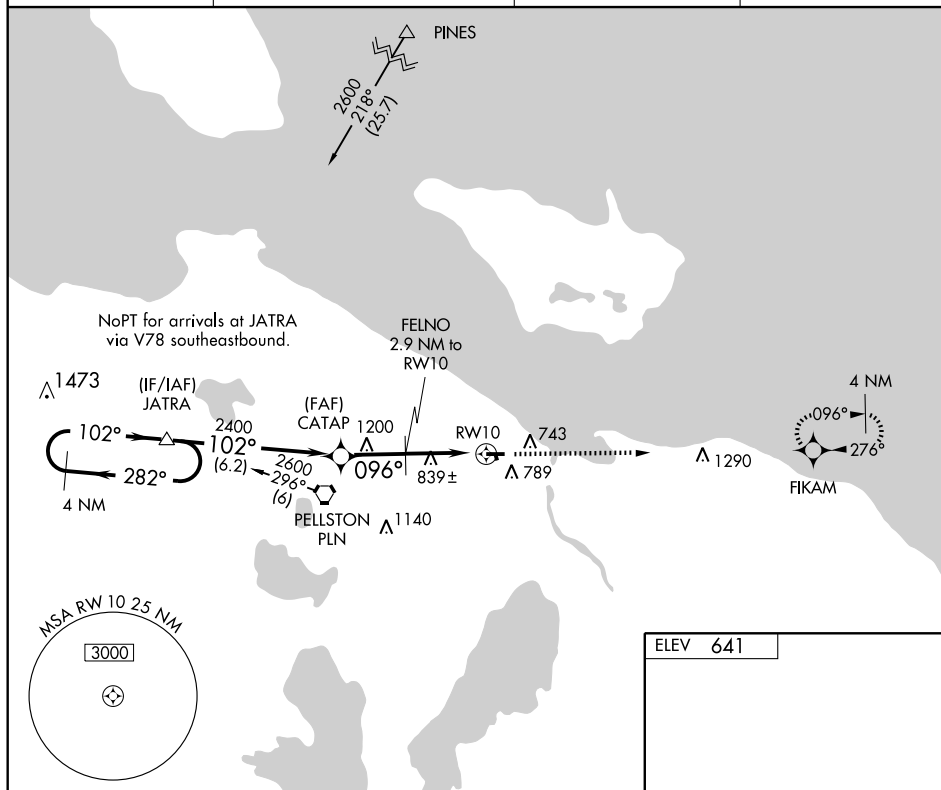 PINES
2600
218°
(25.7)
NoPT for arrivals at JATRA
via V78 southeastbound.
FELNO
2.9 NM to
RW10
1473
(IF/IAF)
JATRA
(FAF)
CATAP
4 NM
102°
2400
102°
(6.2)
1200
096°
RW10
743
096°
276°
282°
4 NM
2600
296°
(6)
839±
789
1290
FIKAM
PELLSTON
PLN
1140
MSA RW 10 25 NM
3000
ELEV 641